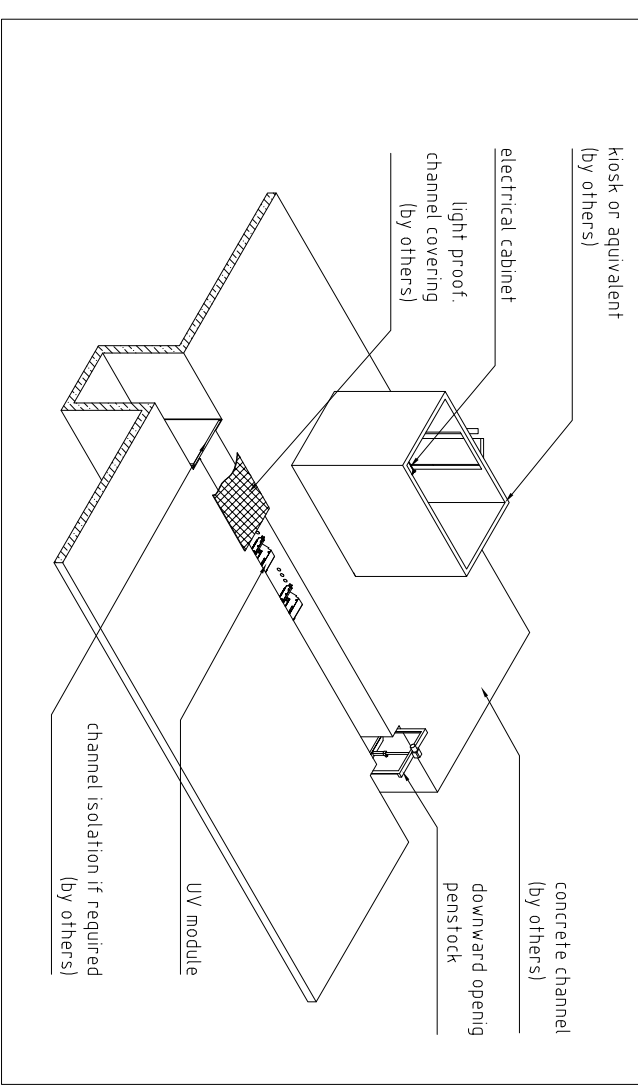 kiosk or aquivalent
(by others)
electrical cabinet
light proof.
channel covering
(by others)
concrete channel
(by others)
downward openig
penstock
UV module
channel isolation if required
(by others)